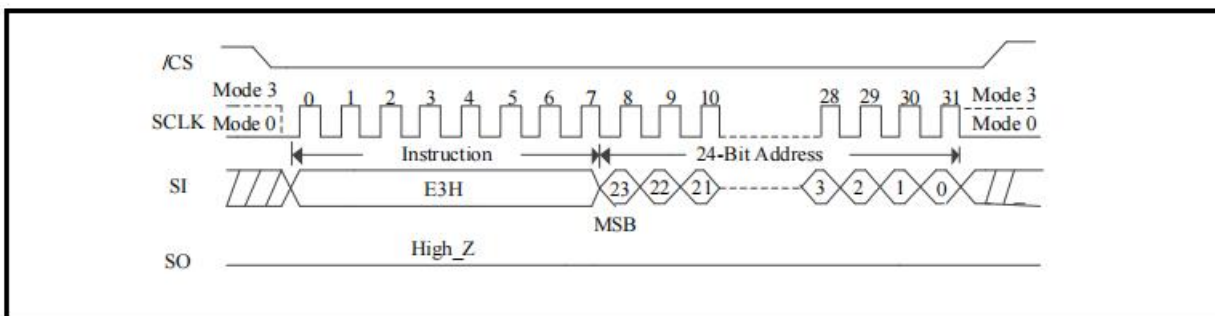 /CS
Mode 3 0 1 2 3 4 5 6 7 8 9 10 28 29 30 31 Mode 3
SCLK Mode 0 Mode 0
Instruction 24-Bit Address
SI E3H 23 22 21 3 2 1 0
MSB
High_Z
SO